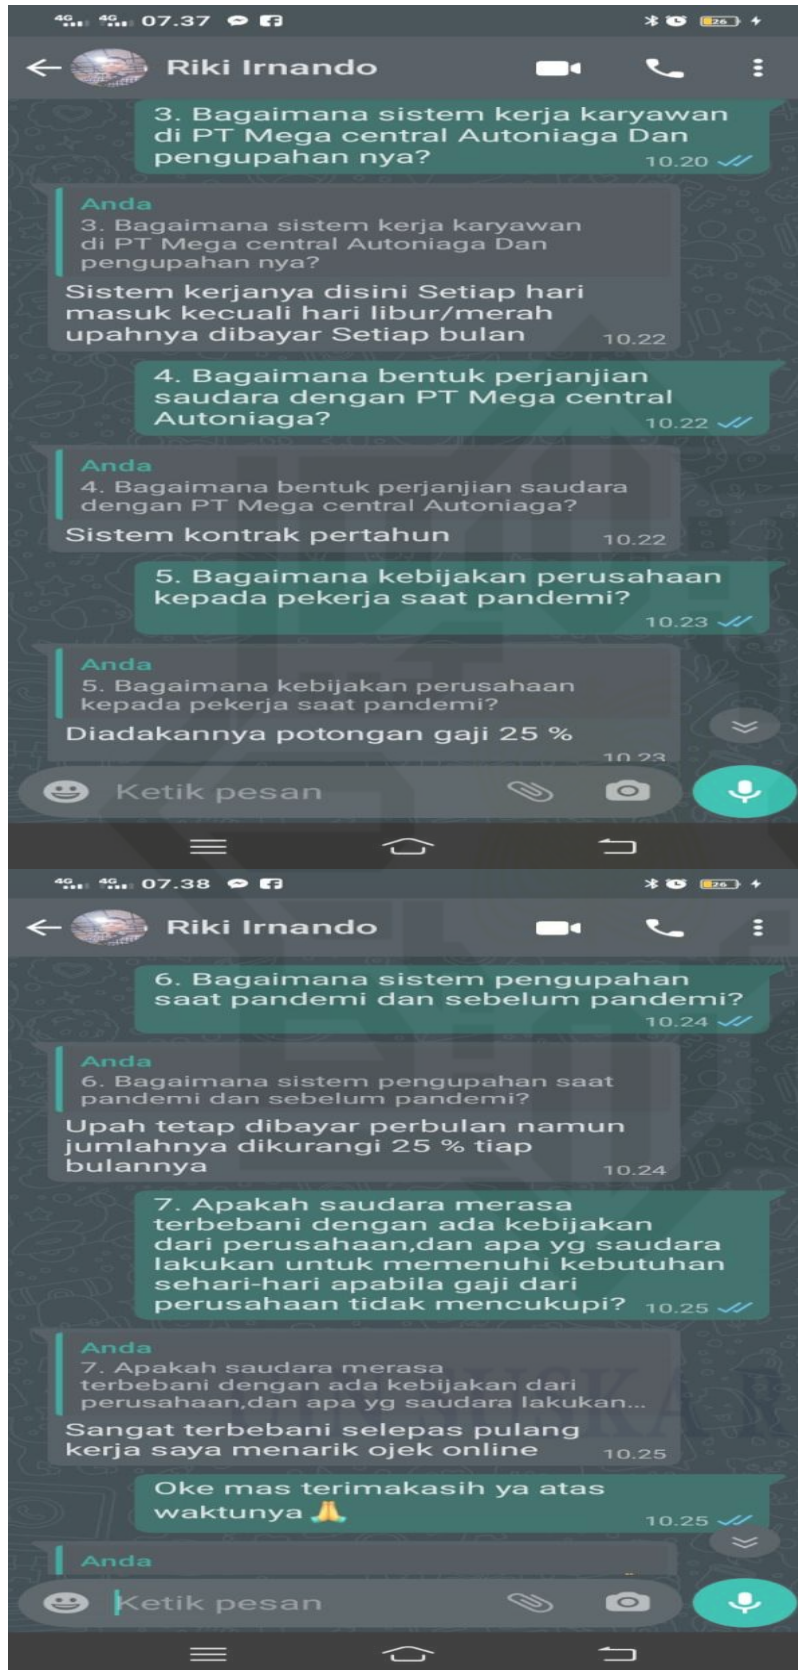 4G 4G 07.37 26
Riki Irnando
3. Bagaimana sistem kerja karyawan
di PT Mega central Autoniaga Dan
pengupahan nya?
10.20
Anda
3. Bagaimana sistem kerja karyawan
di PT Mega central Autoniaga Dan
pengupahan nya?
Sistem kerjanya disini Setiap hari
masuk kecuali hari libur/merah
upahnya dibayar Setiap bulan
10.22
4. Bagaimana bentuk perjanjian
saudara dengan PT Mega central
Autoniaga?
10.22
Anda
4. Bagaimana bentuk perjanjian saudara
dengan PT Mega central Autoniaga?
Sistem kontrak pertahun
10.22
5. Bagaimana kebijakan perusahaan
kepada pekerja saat pandemi?
10.23
Anda
5. Bagaimana kebijakan perusahaan
kepada pekerja saat pandemi?
Diadakannya potongan gaji 25 %
10.23
Ketik pesan
4G 4G 07.38 26
Riki Irnando
6. Bagaimana sistem pengupahan
saat pandemi dan sebelum pandemi?
10.24
Anda
6. Bagaimana sistem pengupahan saat
pandemi dan sebelum pandemi?
Upah tetap dibayar perbulan namun
jumlahnya dikurangi 25 % tiap
bulannya
10.24
7. Apakah saudara merasa
terbebani dengan ada kebijakan
dari perusahaan,dan apa yg saudara
lakukan untuk memenuhi kebutuhan
sehari-hari apabila gaji dari
perusahaan tidak mencukupi?
10.25
Anda
7. Apakah saudara merasa
terbebani dengan ada kebijakan dari
perusahaan,dan apa yg saudara lakukan...
Sangat terbebani selepas pulang
kerja saya menarik ojek online
10.25
Oke mas terimakasih ya atas
waktunya 🙏
10.25
Anda
Ketik pesan